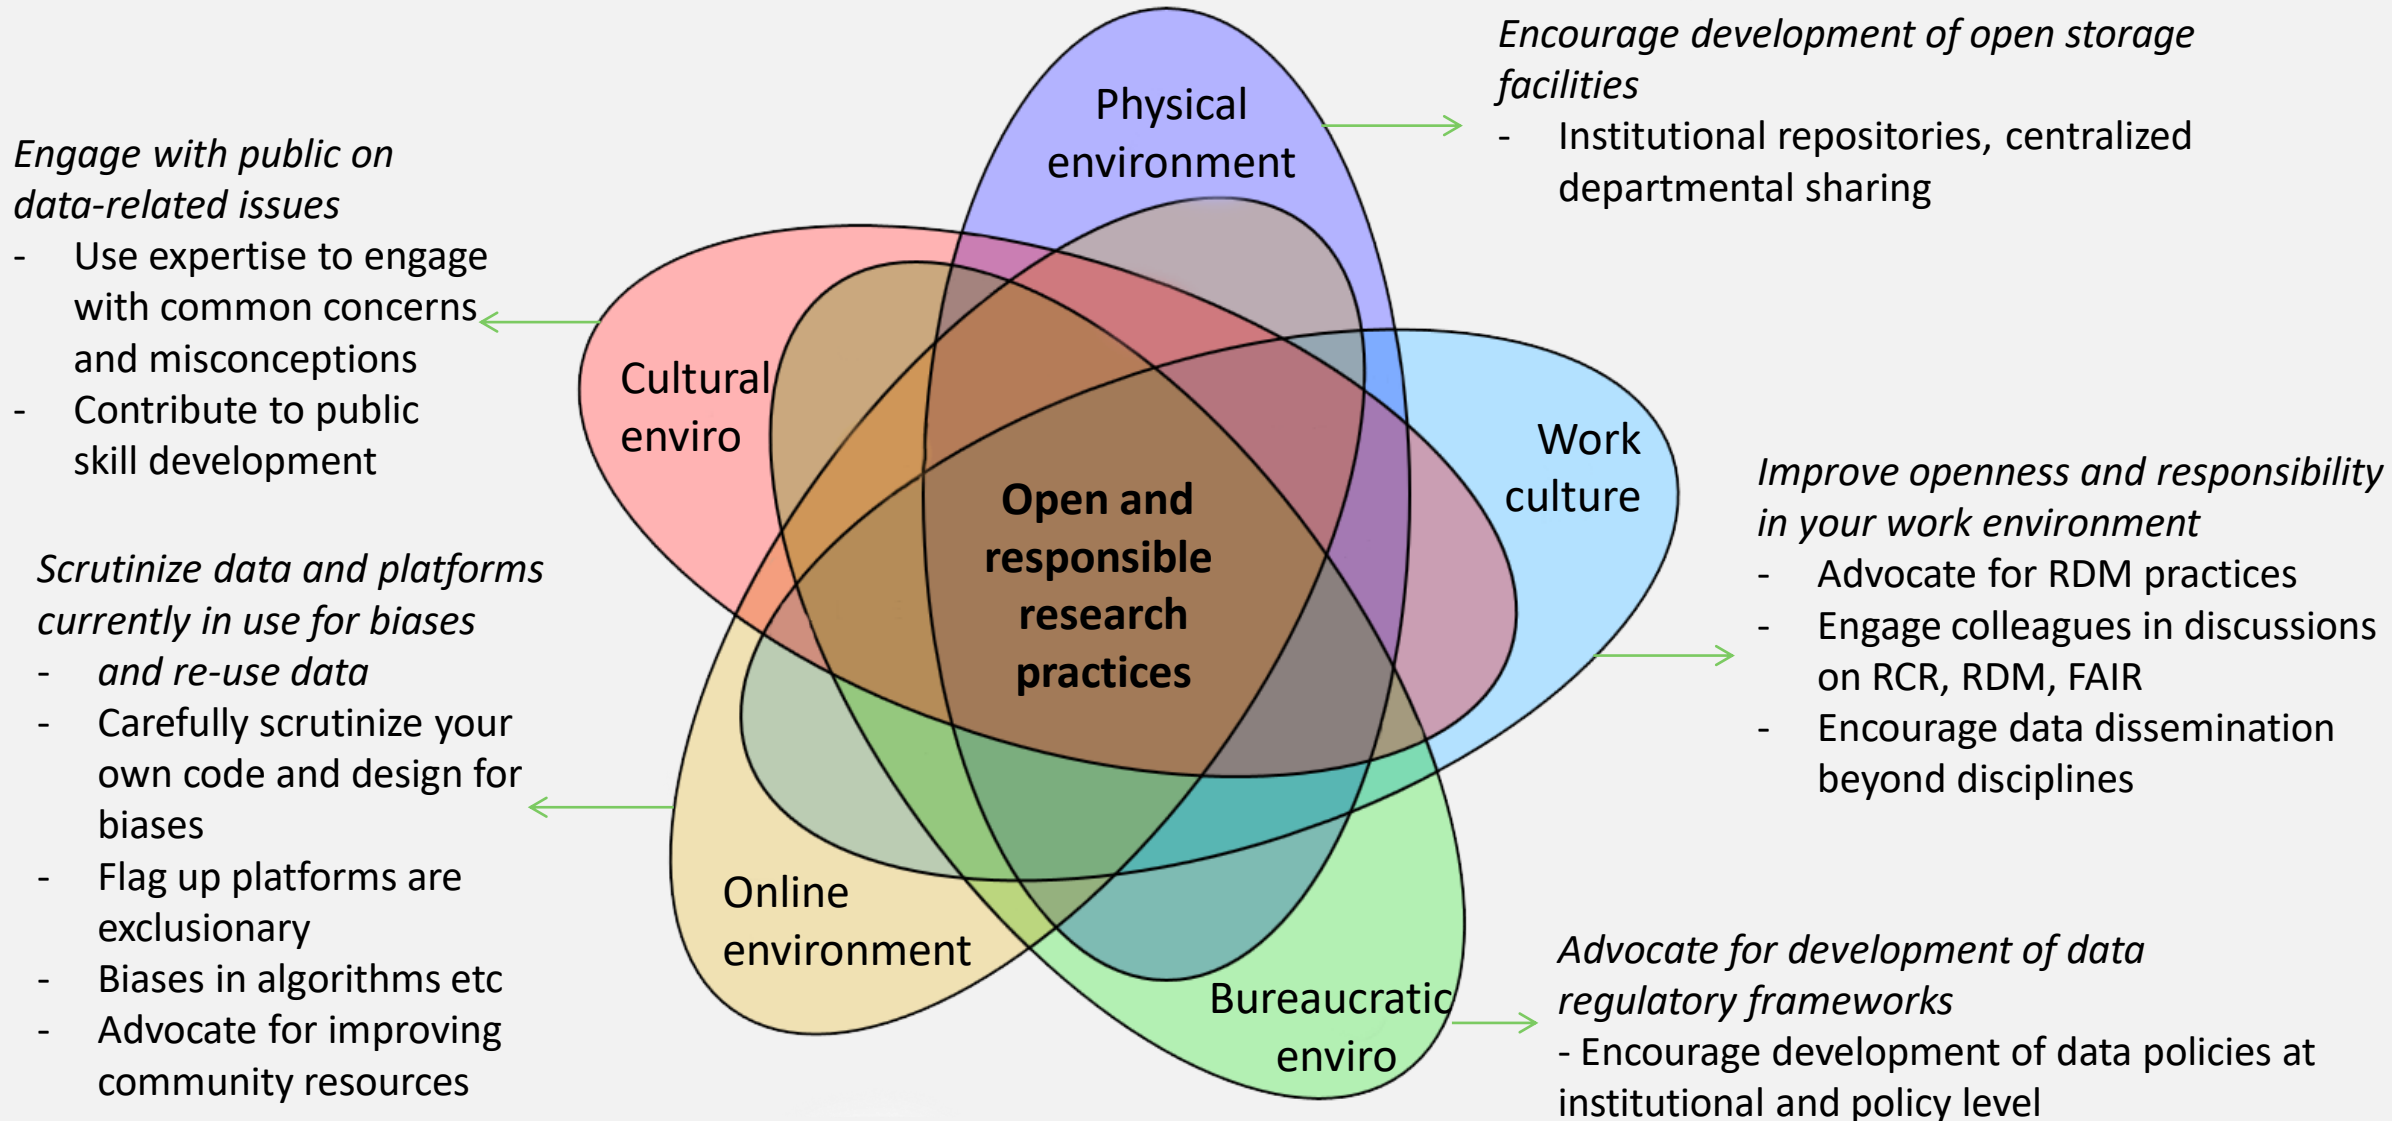 Physical
environment
Encourage development of open storage
facilities
- Institutional repositories, centralized
departmental sharing
Engage with public on
data-related issues
- Use expertise to engage
with common concerns
and misconceptions
- Contribute to public
skill development
Cultural
enviro
Work
culture
Improve openness and responsibility
in your work environment
- Advocate for RDM practices
- Engage colleagues in discussions
on RCR, RDM, FAIR
- Encourage data dissemination
beyond disciplines
Open and
responsible
research
practices
Scrutinize data and platforms
currently in use for biases
- and re-use data
- Carefully scrutinize your
own code and design for
biases
- Flag up platforms are
exclusionary
- Biases in algorithms etc
- Advocate for improving
community resources
Online
environment
Bureaucratic
enviro
Advocate for development of data
regulatory frameworks
- Encourage development of data policies at
institutional and policy level